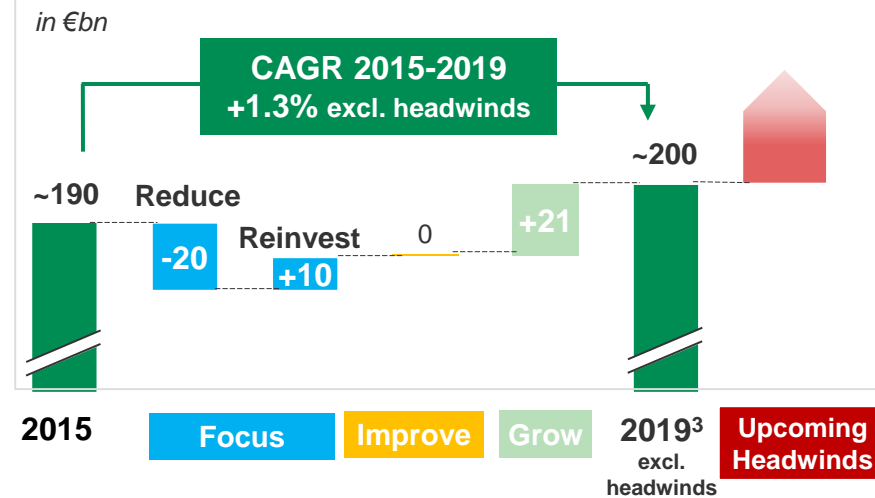 in €bn
CAGR 2015-2019
+1.3% excl. headwinds
~190
Reduce
-20
Reinvest
+10
0
+21
~200
2015
Focus
Improve
Grow
2019³
excl.
headwinds
Upcoming
Headwinds